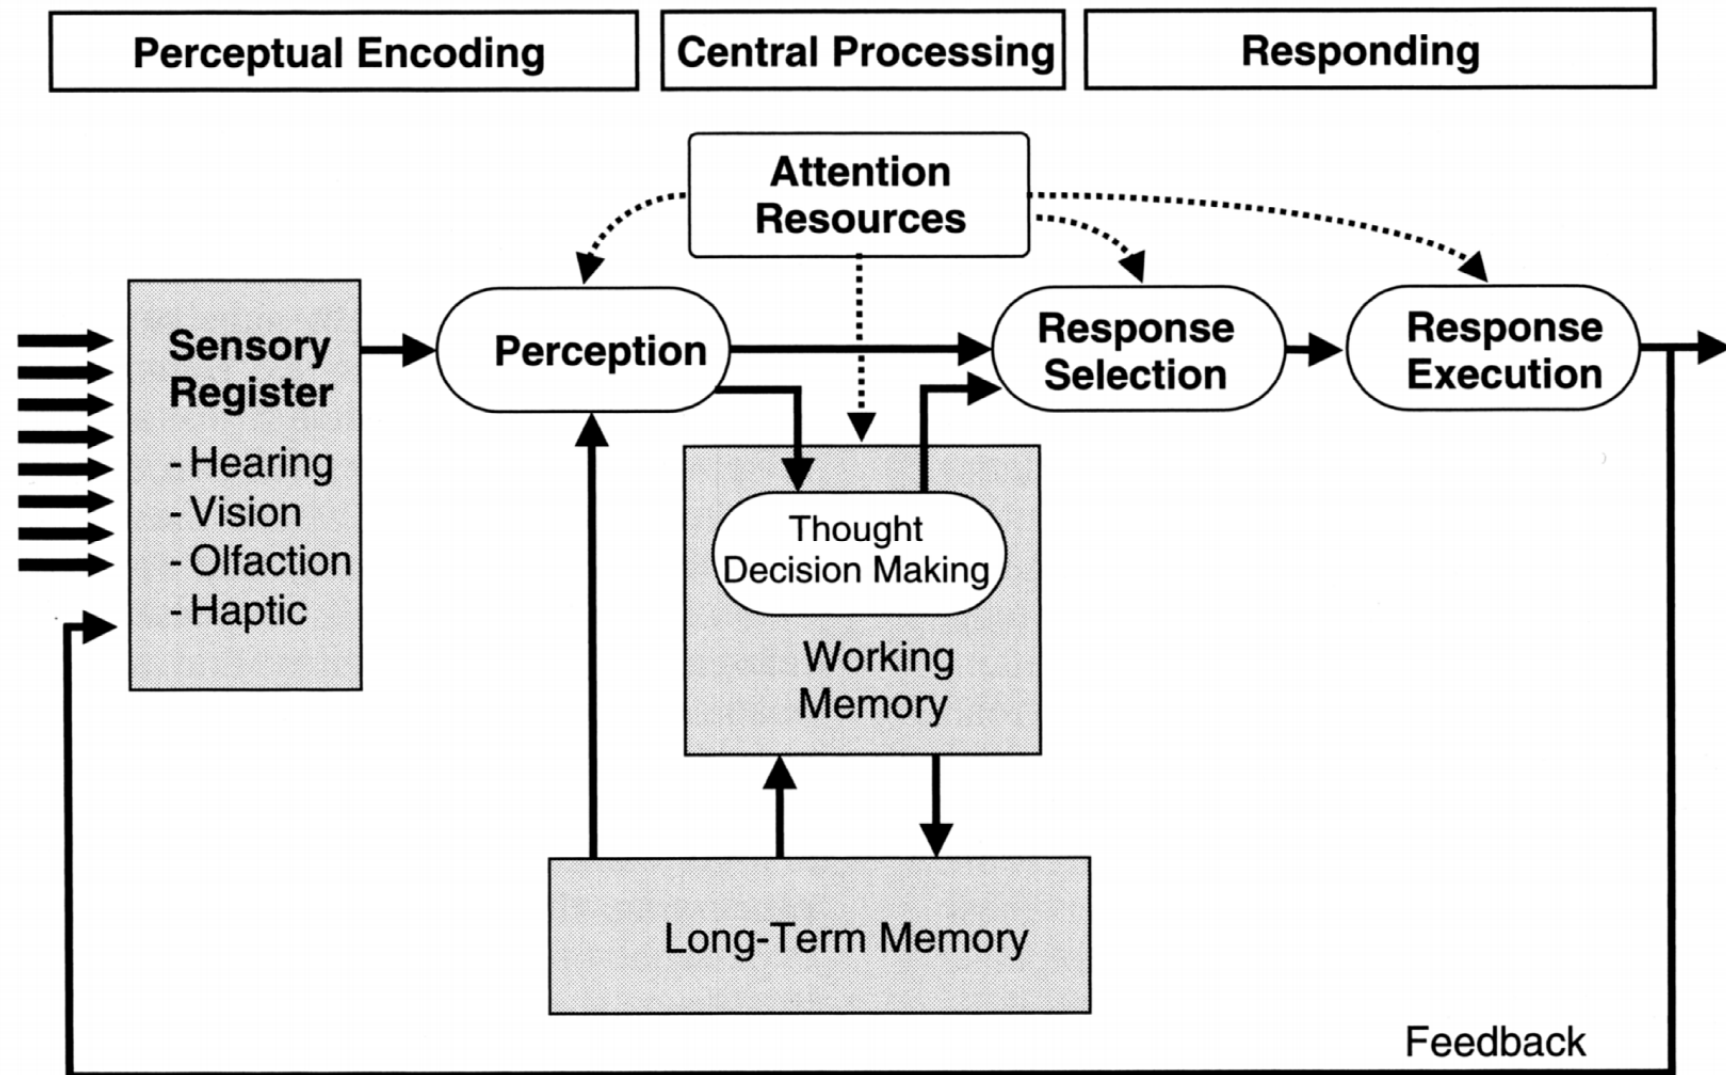 Perceptual Encoding
Central Processing
Responding
Attention
Resources
Sensory
Register
- Hearing
- Vision
- Olfaction
- Haptic
Perception
Response
Selection
Response
Execution
Thought
Decision Making
Working
Memory
Long-Term Memory
Feedback